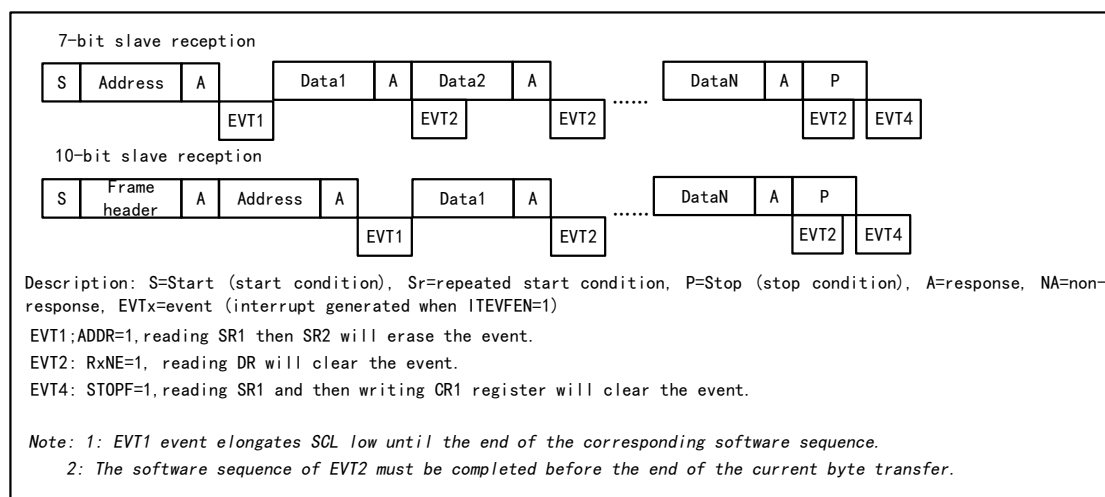 7-bit slave reception
S Address A Data1 A Data2 A ...... DataN A P
EVT1 EVT2 EVT2 EVT2 EVT4
10-bit slave reception
S Frame header A Address A Data1 A ...... DataN A P
EVT1 EVT2 EVT2 EVT4
Description: S=Start (start condition), Sr=repeated start condition, P=Stop (stop condition), A=response, NA=non-
response, EVTx=event (interrupt generated when ITEVFEN=1)
EVT1;ADDR=1,reading SR1 then SR2 will erase the event.
EVT2: RxNE=1, reading DR will clear the event.
EVT4: STOPF=1,reading SR1 and then writing CR1 register will clear the event.
Note: 1: EVT1 event elongates SCL low until the end of the corresponding software sequence.
2: The software sequence of EVT2 must be completed before the end of the current byte transfer.